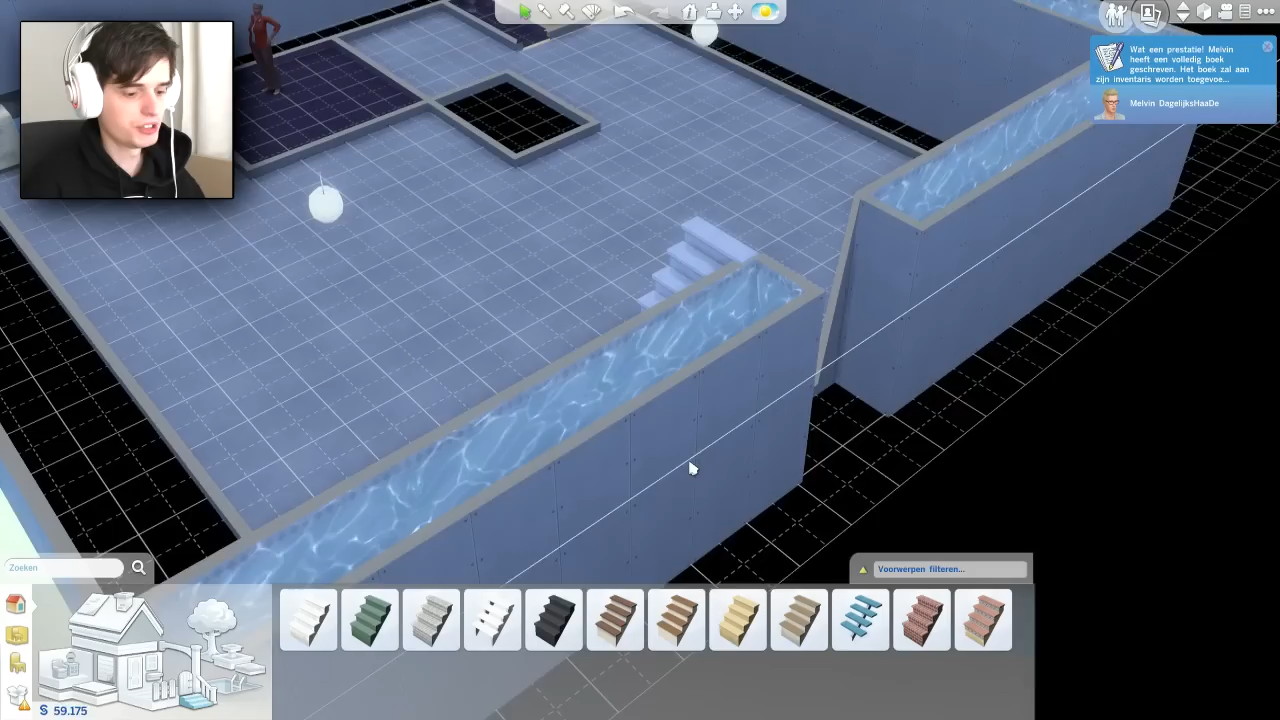 Wat een prestatie! Melvin
heeft een volledig boek
geschreven. Het boek zal aan
zijn inventaris worden toegevoe...
Melvin DagelijksHaaDe
Zoeken
Voorwerpen filteren...
§ 59.175